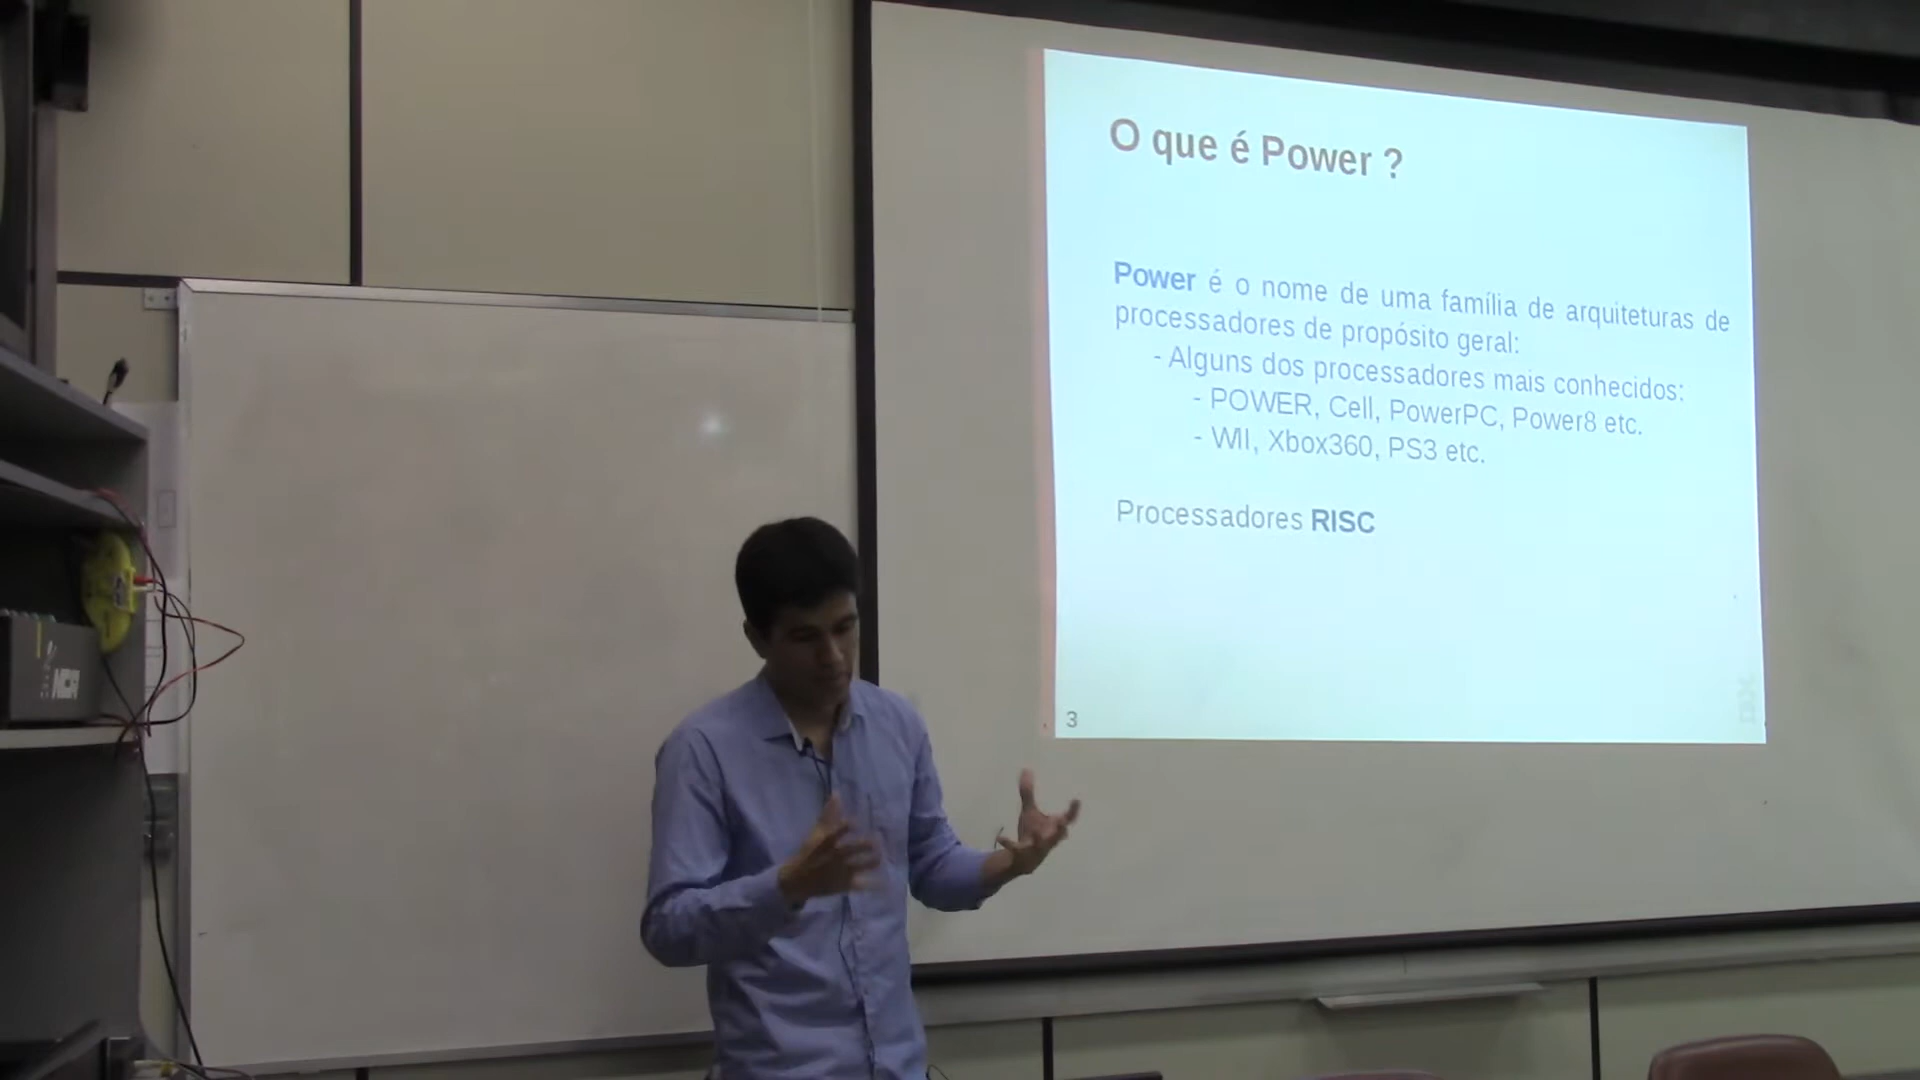 O que é Power ?
Power é o nome de uma família de arquiteturas de
processadores de propósito geral:
- Alguns dos processadores mais conhecidos:
- POWER, Cell, PowerPC, Power8 etc.
- WII, Xbox360, PS3 etc.
Processadores RISC
3